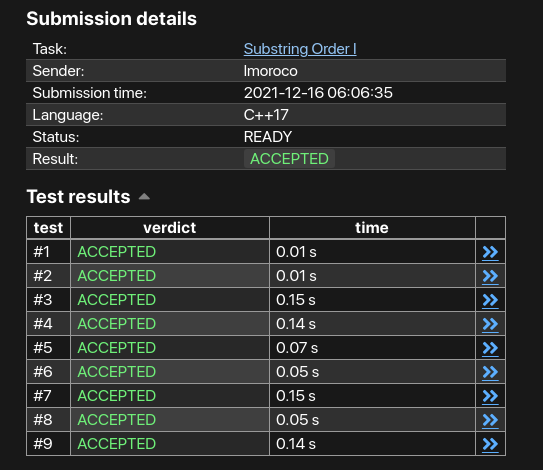 Submission details
Task: Substring Order I
Sender: lmoroco
Submission time: 2021-12-16 06:06:35
Language: C++17
Status: READY
Result: ACCEPTED
Test results
test verdict time
#1 ACCEPTED 0.01 s
#2 ACCEPTED 0.01 s
#3 ACCEPTED 0.15 s
#4 ACCEPTED 0.14 s
#5 ACCEPTED 0.07 s
#6 ACCEPTED 0.05 s
#7 ACCEPTED 0.15 s
#8 ACCEPTED 0.05 s
#9 ACCEPTED 0.14 s